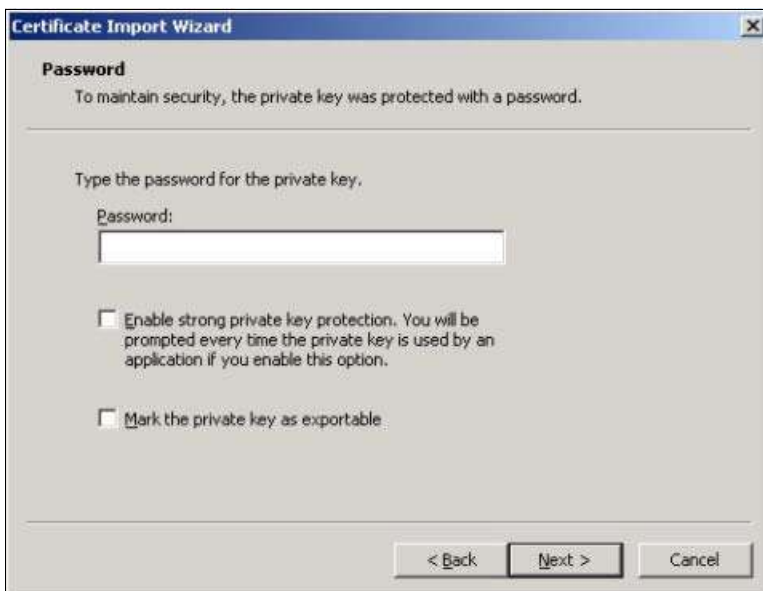 Certificate Import Wizard
Password
To maintain security, the private key was protected with a password.
Type the password for the private key.
Password:
Enable strong private key protection. You will
be prompted every time the private key is used by an
application if you enable this option.
Mark the private key as exportable
< Back
Next >
Cancel